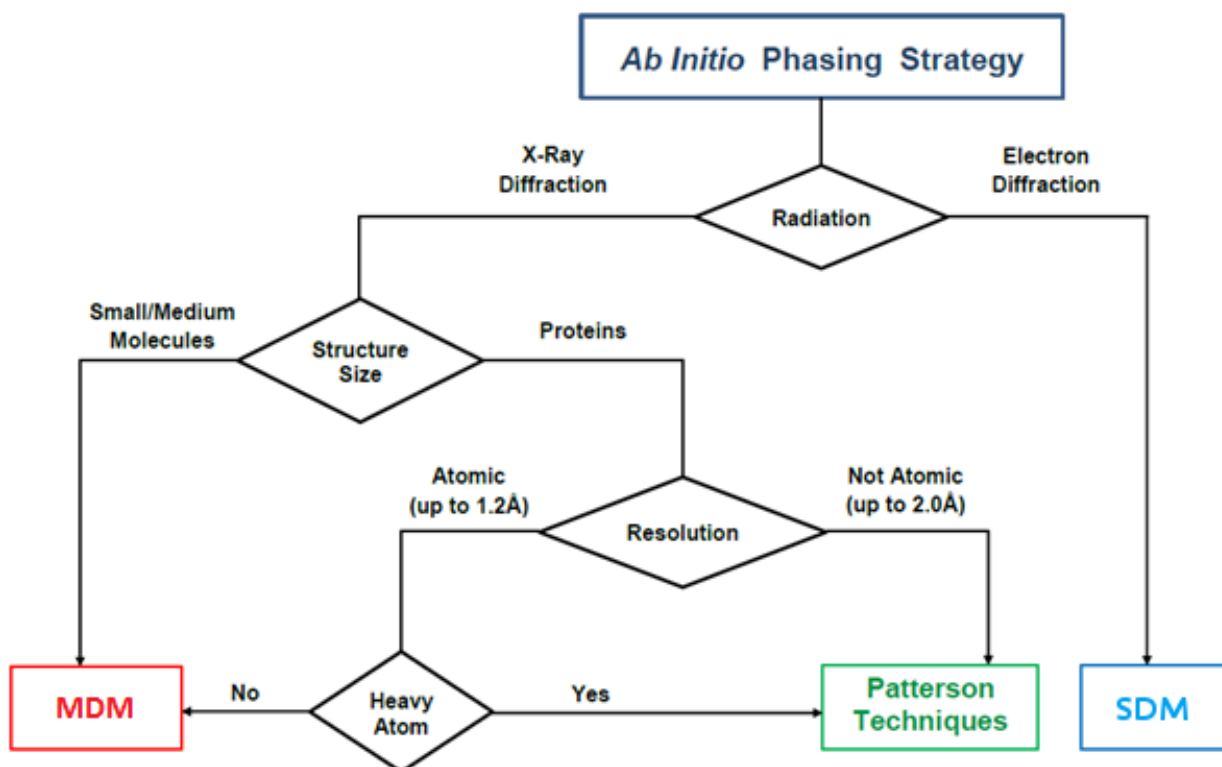 Ab Initio Phasing Strategy
X-Ray
Diffraction
Electron
Diffraction
Radiation
Small/Medium
Molecules
Proteins
Structure
Size
Atomic
(up to 1.2Å)
Not Atomic
(up to 2.0Å)
Resolution
MDM
No
Heavy
Atom
Yes
Patterson
Techniques
SDM